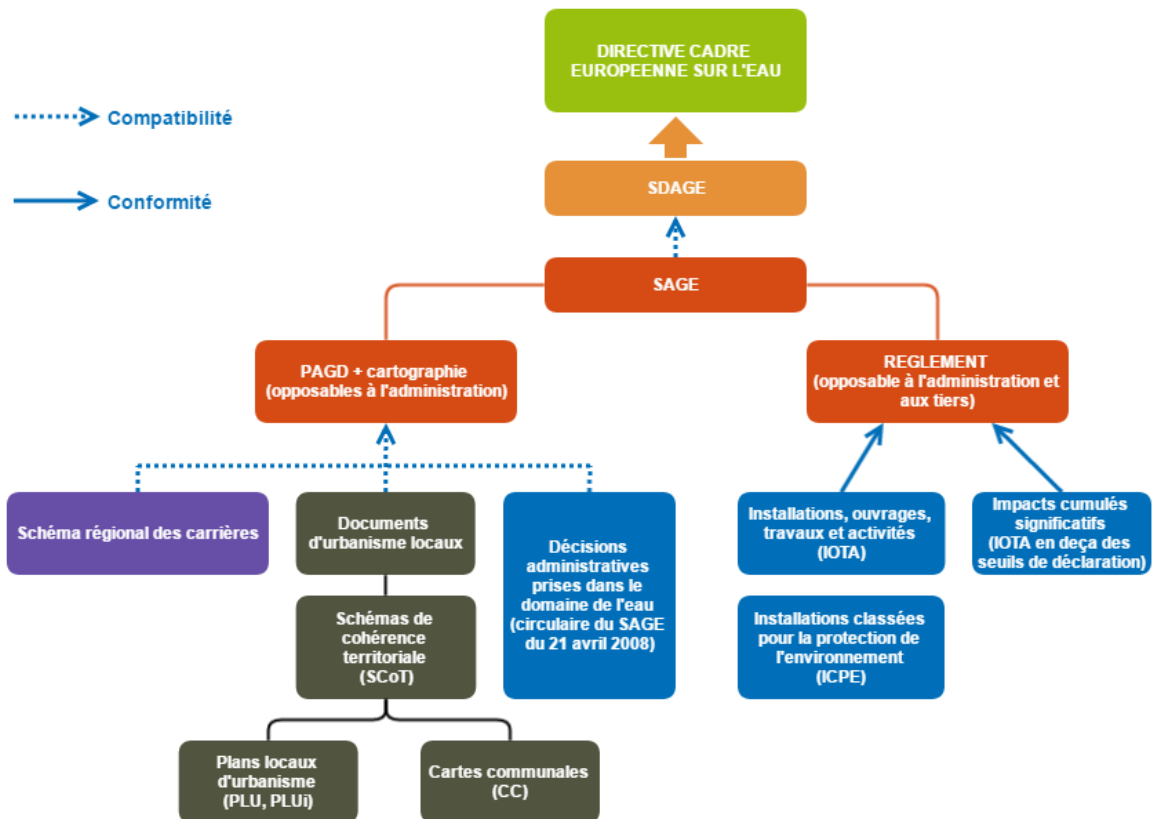 DIRECTIVE CADRE
EUROPEENNE SUR L'EAU
Compatibilité
SDAGE
Conformité
SAGE
PAGD + cartographie
(opposables à l'administration)
REGLEMENT
(opposable à l'administration et
aux tiers)
Schéma régional des carrières
Documents
d'urbanisme locaux
Décisions
administratives
prises dans le
domaine de l'eau
(circulaire du SAGE
du 21 avril 2008)
Installations, ouvrages,
travaux et activités
(IOTA)
Impacts cumulés
significatifs
(IOTA en deça des
seuils de déclaration)
Schémas de
cohérence
territoriale
(SCoT)
Installations classées
pour la protection de
l'environnement
(ICPE)
Plans locaux
d'urbanisme
(PLU, PLUi)
Cartes communales
(CC)